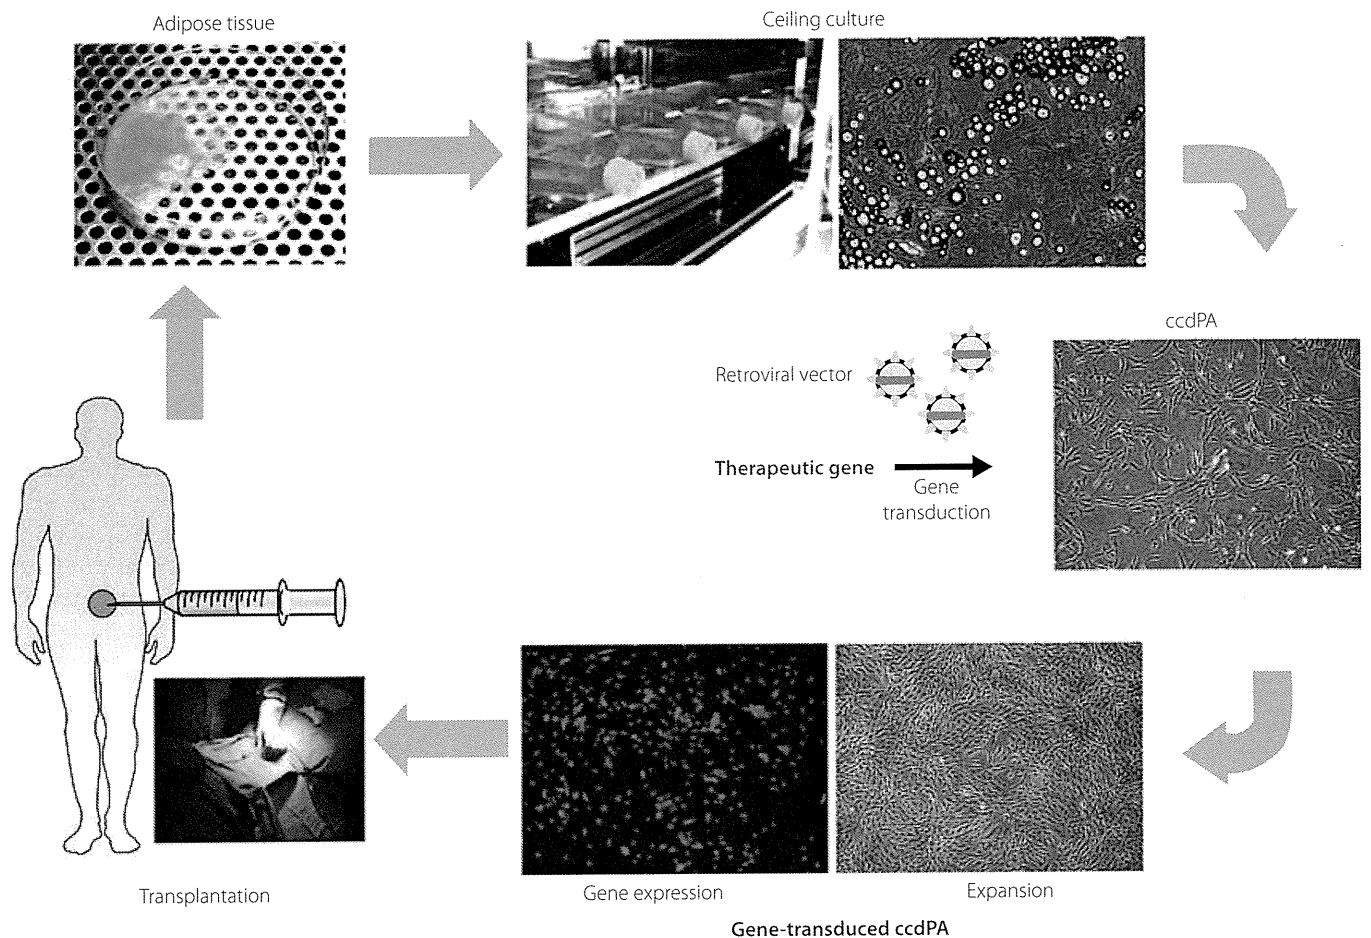 Adipose tissue
Ceiling culture
ccdPA
Retroviral vector
Therapeutic gene
Gene
transduction
Transplantation
Gene expression
Expansion
Gene-transduced ccdPA